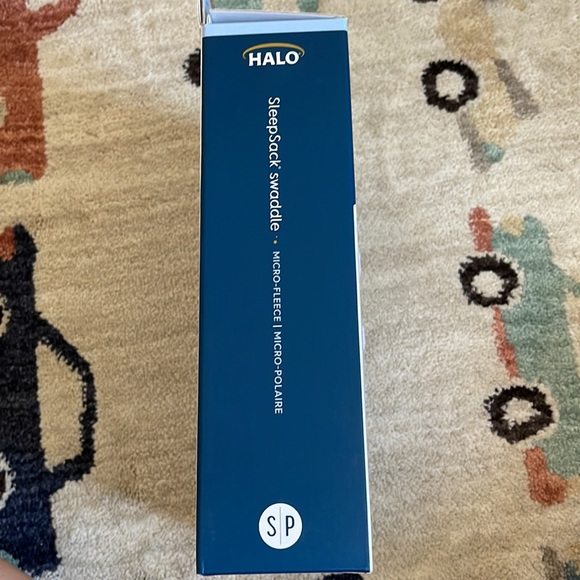 HALO
SleepSack® swaddle
MICRO-FLEECE | MICRO-POLAIRE
S|P